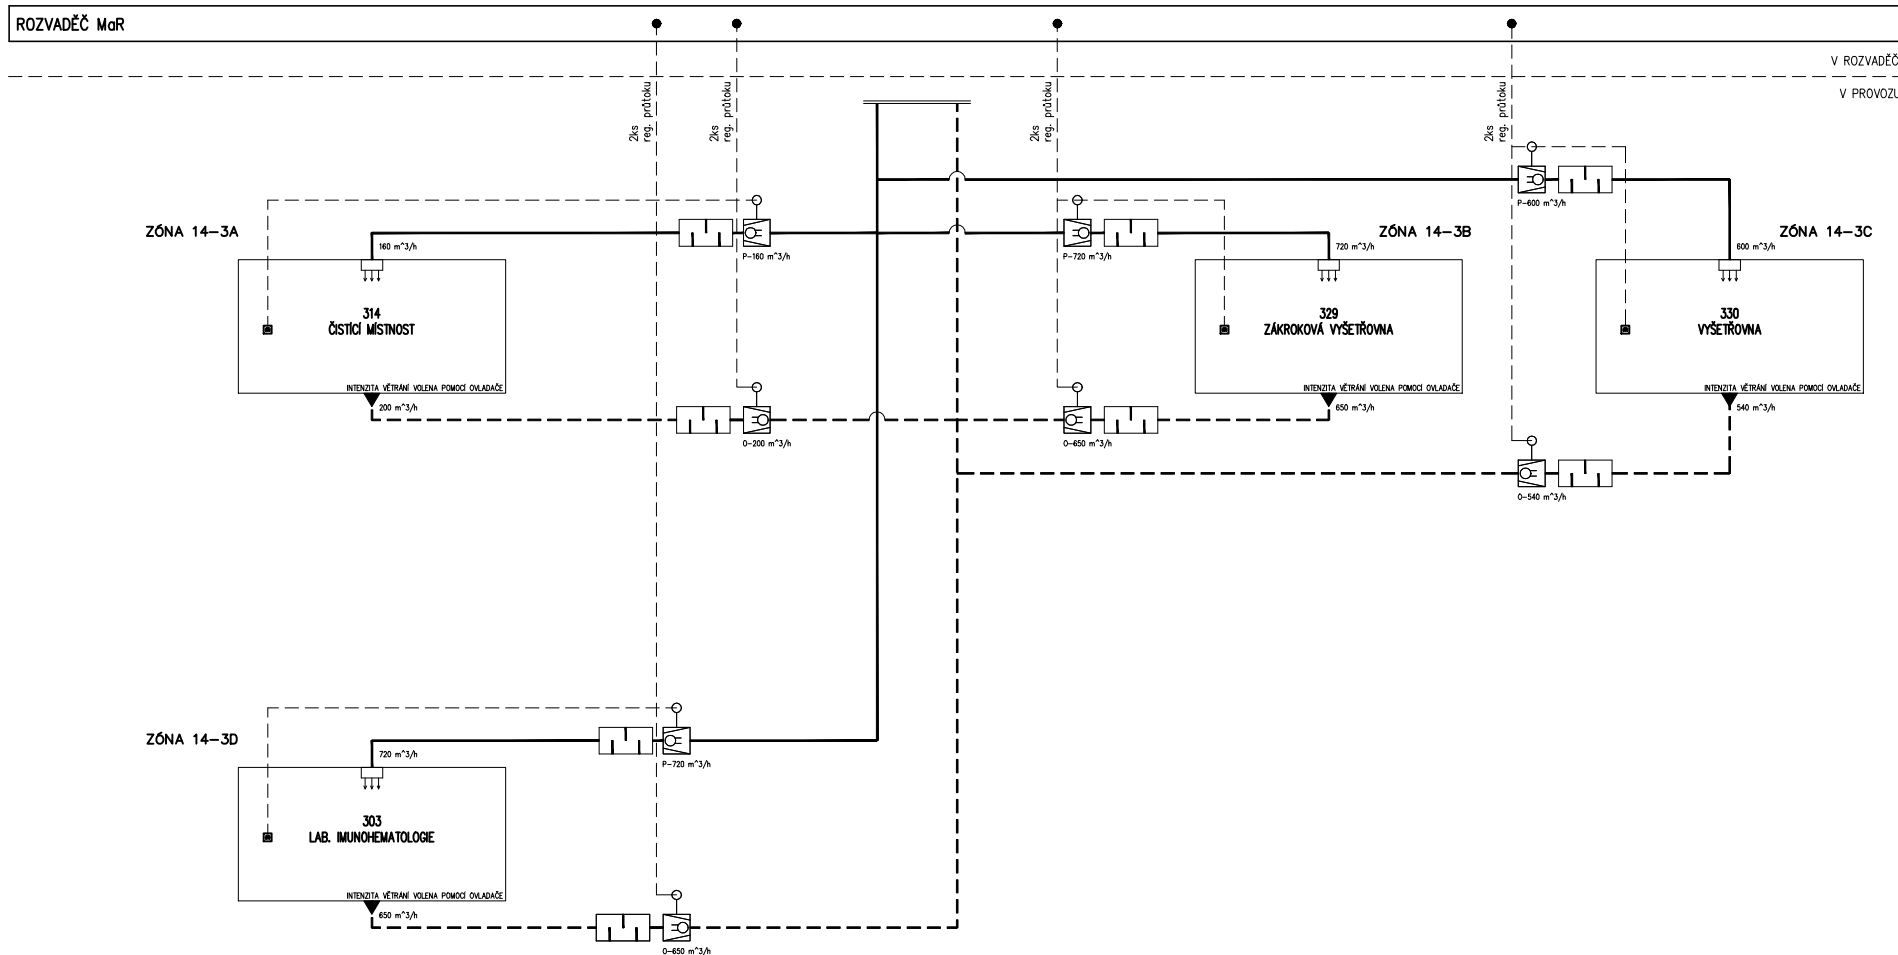 ROZVADĚČ MaR
V ROZVADĚČ
V PROVOZU
2ks
reg. průtoku
2ks
reg. průtoku
2ks
reg. průtoku
2ks
reg. průtoku
P-600 m^3/h
ZÓNA 14-3A
160 m^3/h
P-160 m^3/h
P-720 m^3/h
720 m^3/h
ZÓNA 14-3B
600 m^3/h
ZÓNA 14-3C
314
ČISTÍCÍ MÍSTNOST
INTENZITA VĚTRÁNÍ VOLENA POMOCÍ OVLADAČE
200 m^3/h
O-200 m^3/h
329
ZÁKROKOVÁ VYŠETŘOVNA
INTENZITA VĚTRÁNÍ VOLENA POMOCÍ OVLADAČE
650 m^3/h
O-650 m^3/h
330
VYŠETŘOVNA
INTENZITA VĚTRÁNÍ VOLENA POMOCÍ OVLADAČE
540 m^3/h
O-540 m^3/h
ZÓNA 14-3D
720 m^3/h
P-720 m^3/h
303
LAB. IMUNOHEMATOLOGIE
INTENZITA VĚTRÁNÍ VOLENA POMOCÍ OVLADAČE
650 m^3/h
O-650 m^3/h